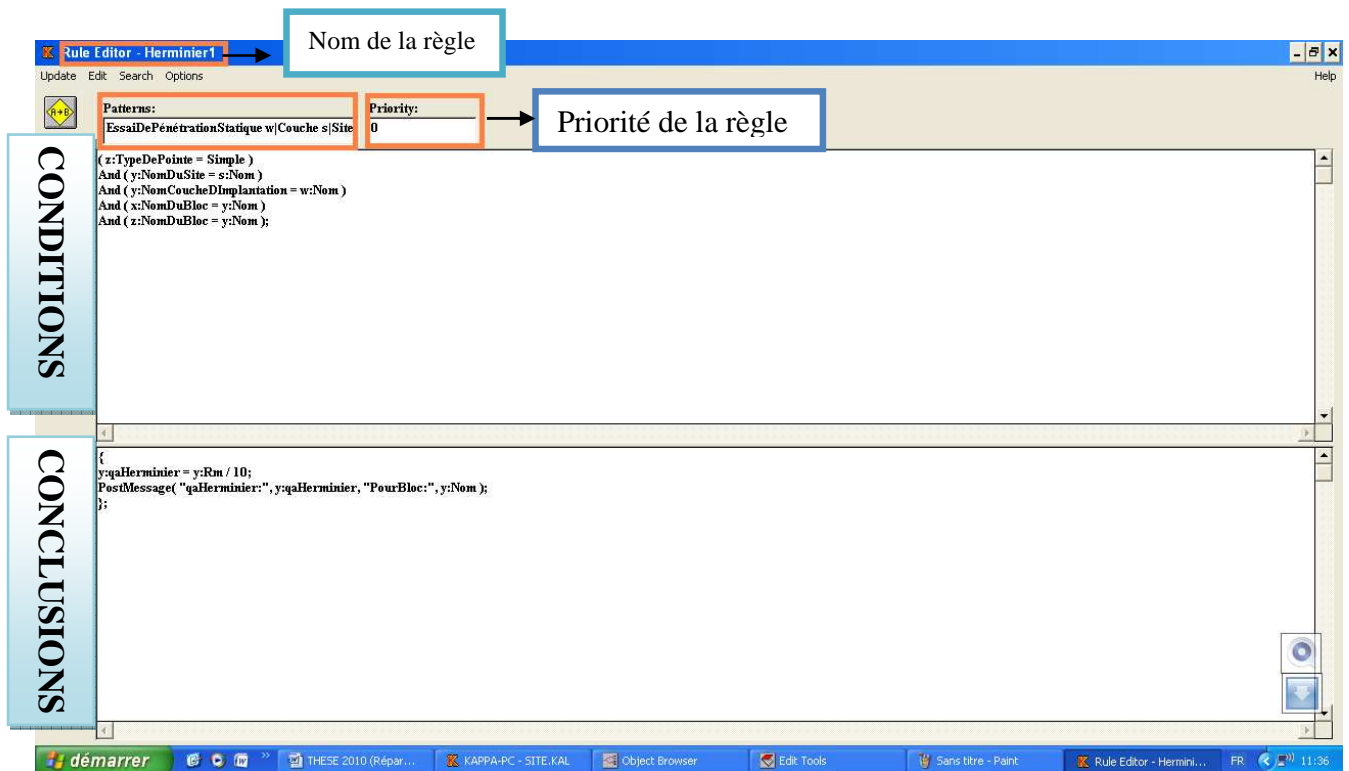 Nom de la règle
Rule Editor - Herminier1
Update Edit Search Options Help
Patterns: Priority:
EssaiDePénétrationStatique w|Couche s|Site 0
Priorité de la règle
CONDITIONS
( z:TypeDePointe = Simple )
And ( y:NomDuSite = s:Nom )
And ( y:NomCoucheDImplantation = w:Nom )
And ( x:NomDuBloc = y:Nom )
And ( z:NomDuBloc = y:Nom );
CONCLUSIONS
{
y:qaHerminier = y:Rm / 10;
PostMessage( "qaHerminier:", y:qaHerminier, "PourBloc:", y:Nom );
};
démarrer THESE 2010 (Répar... KAPPA-PC - SITE.KAL Object Browser Edit Tools Sans titre - Paint Rule Editor - Hermini... FR 11:36